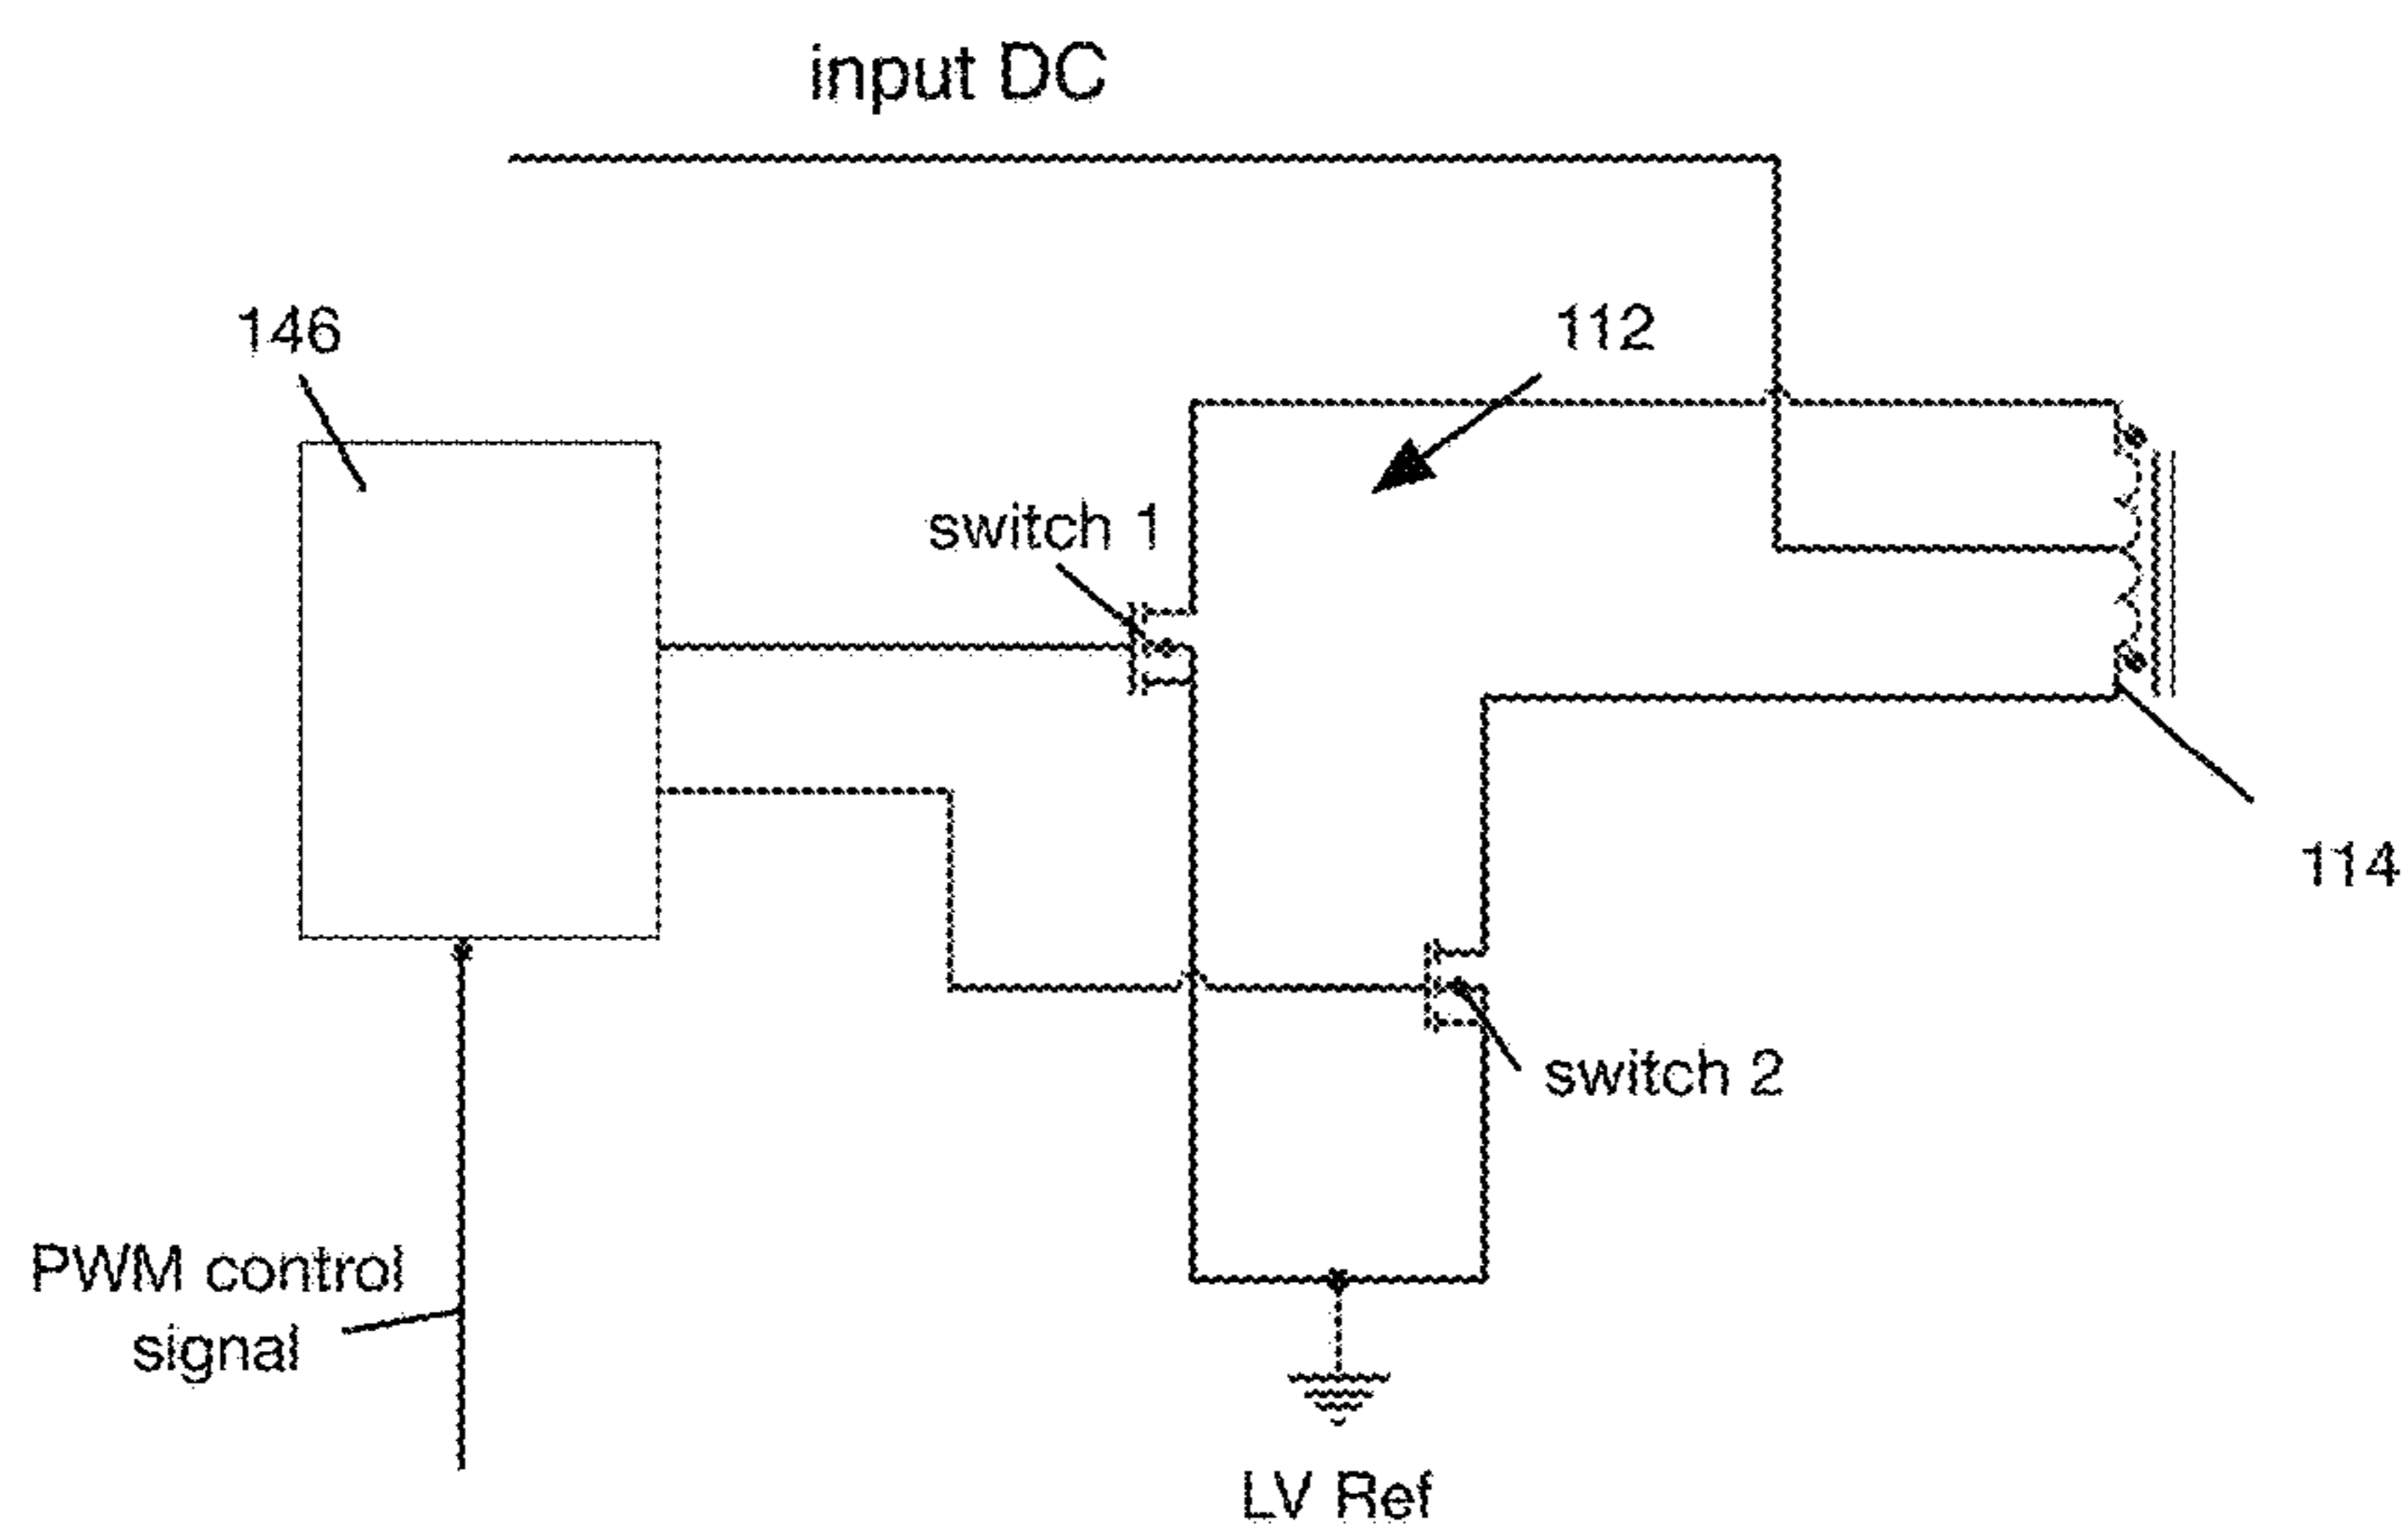 input DC
146
112
switch 1
114
switch 2
PWM control
signal
LV Ref